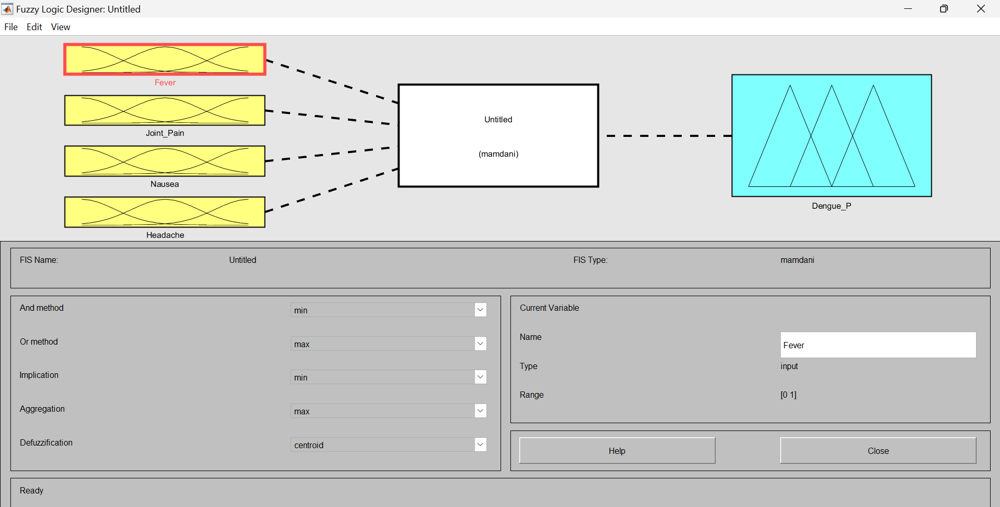 Fuzzy Logic Designer: Untitled
File Edit View
Fever
Joint_Pain
Nausea
Headache
Untitled
(mamdani)
Dengue_P
FIS Name: Untitled FIS Type: mamdani
And method min
Or method max
Implication min
Aggregation max
Defuzzification centroid
Current Variable
Name Fever
Type input
Range [0 1]
Help Close
Ready